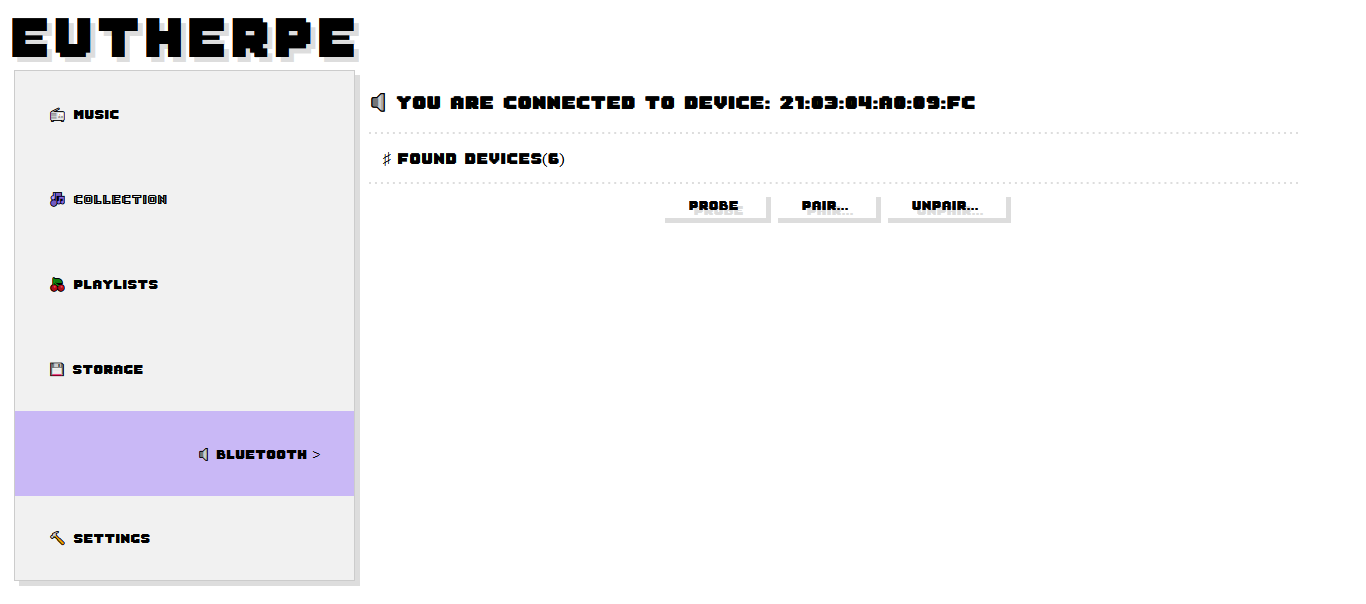 EUTHERPE
MUSIC
COLLECTION
PLAYLISTS
STORAGE
BLUETOOTH >
SETTINGS
YOU ARE CONNECTED TO DEVICE: 21:03:04:A0:09:FC
♯ FOUND DEVICES(6)
PROBE
PAIR...
UNPAIR...